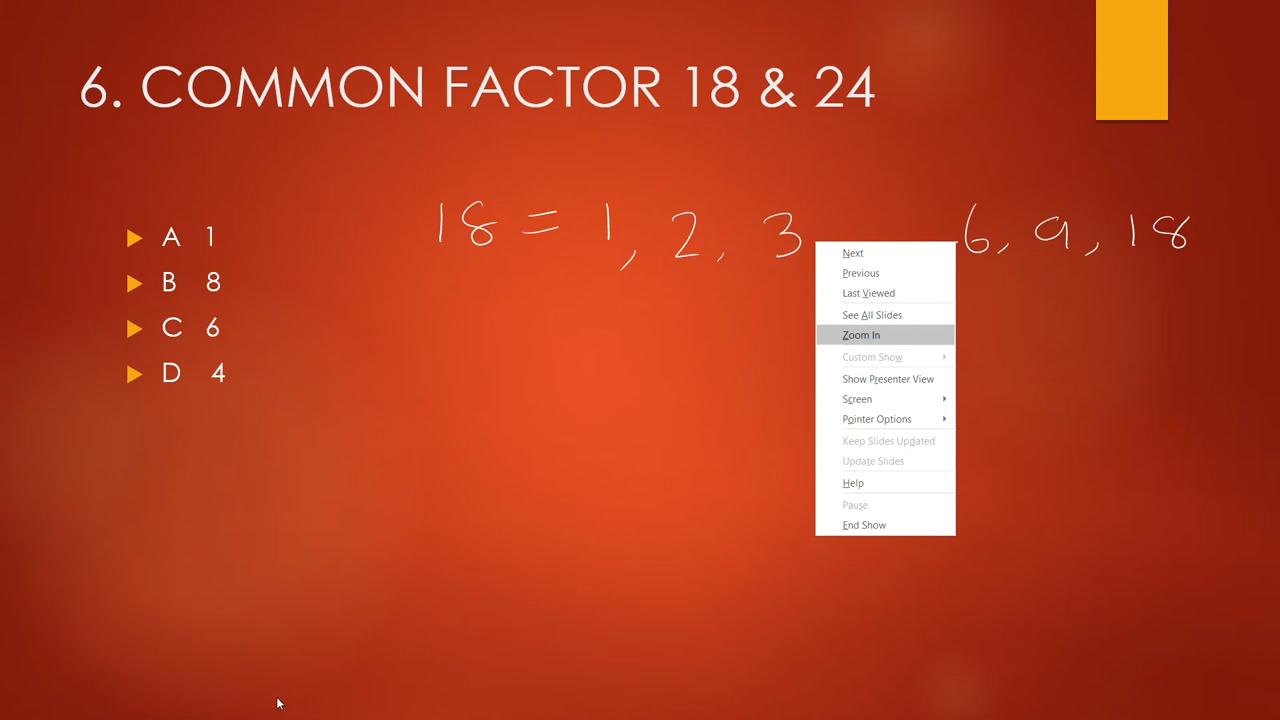 6. COMMON FACTOR 18 & 24
18 = 1, 2, 3 6, 9, 18
A 1
B 8
C 6
D 4
Next
Previous
Last Viewed
See All Slides
Zoom In
Custom Show
Show Presenter View
Screen
Pointer Options
Keep Slides Updated
Update Slides
Help
Pause
End Show